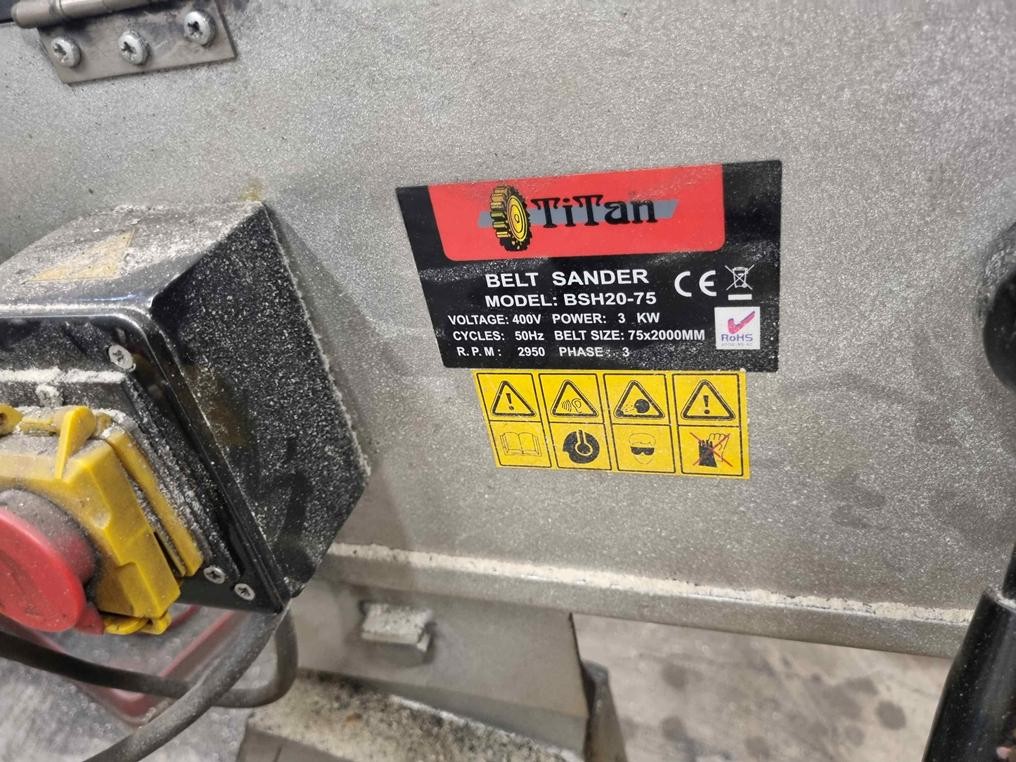 TiTan
BELT SANDER
MODEL: BSH20-75
CE
VOLTAGE: 400V POWER: 3 KW
CYCLES: 50Hz BELT SIZE: 75x2000MM
R.P.M: 2950 PHASE: 3
RoHS